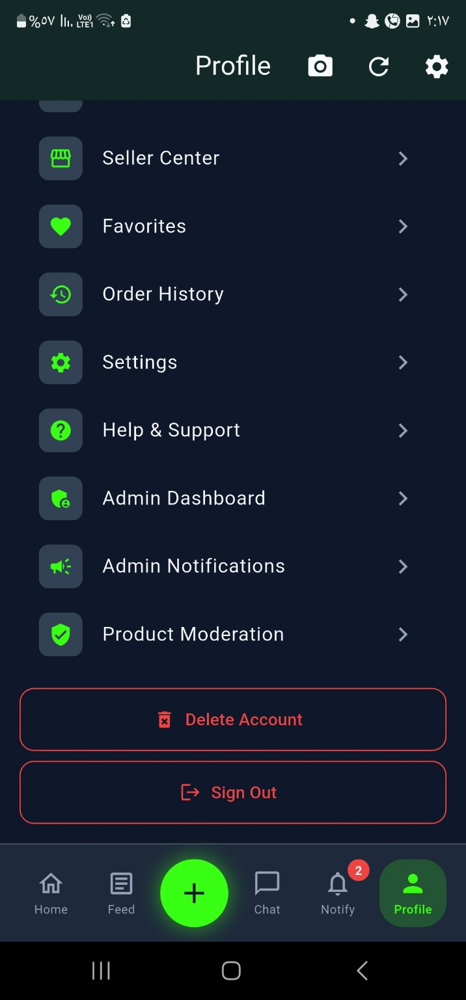 %٥٧ Vo)) LTE1 ٢:١٧
Profile
Seller Center
Favorites
Order History
Settings
Help & Support
Admin Dashboard
Admin Notifications
Product Moderation
Delete Account
Sign Out
2
Home Feed Chat Notify Profile